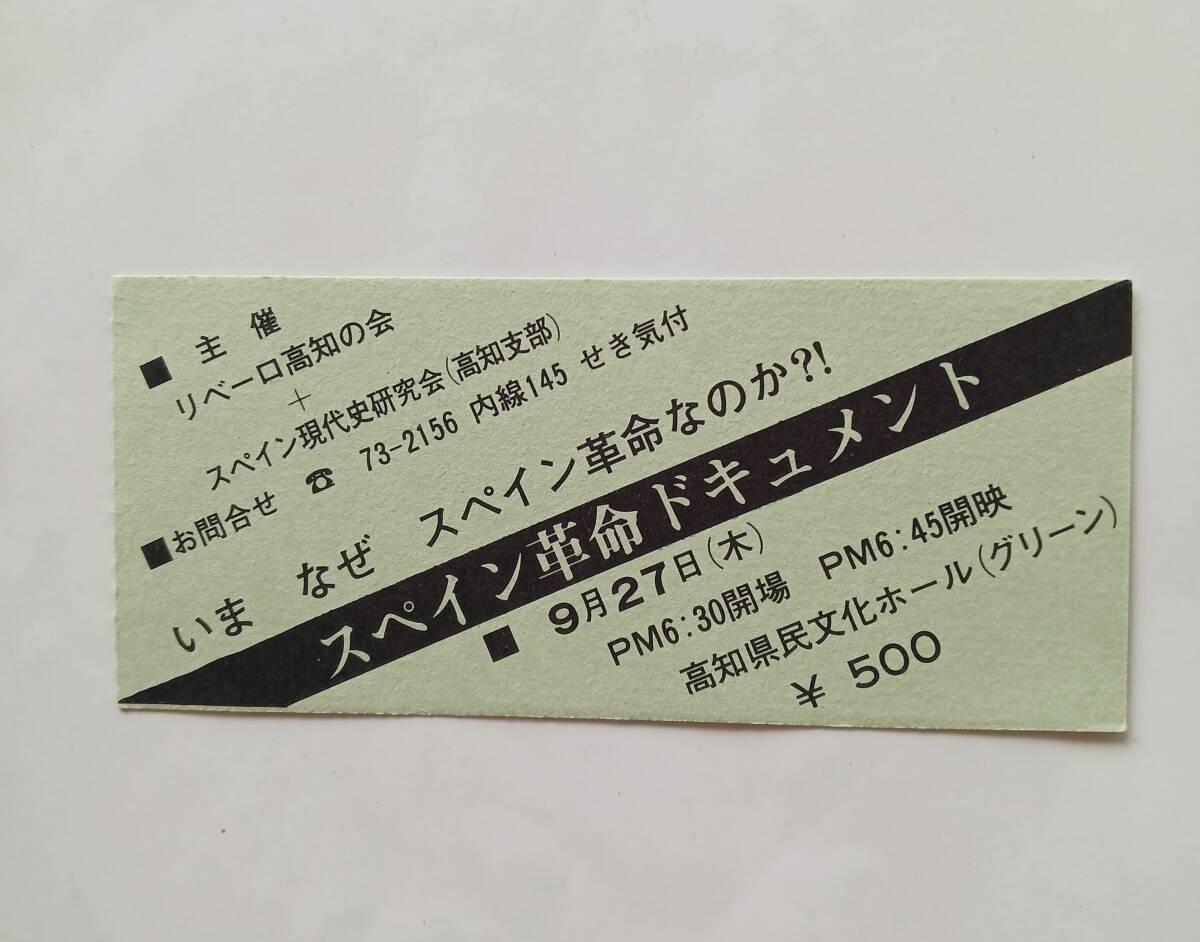 ■ 主催
リベーロ高知の会
+
スペイン現代史研究会(高知支部)
■お問合せ ☎ 73-2156 内線145 せき気付
いま なぜ スペイン革命なのか?!
スペイン革命ドキュメント
■ 9月27日(木)
PM6:30開場 PM6:45開映
高知県民文化ホール(グリーン)
¥ 500